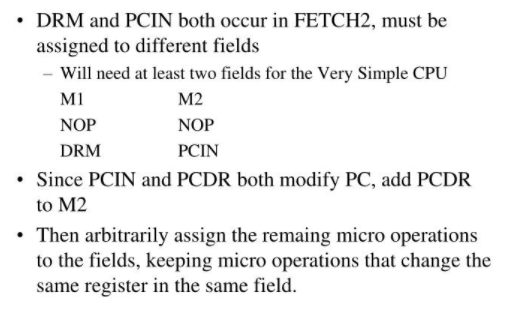 • DRM and PCIN both occur in FETCH2, must be
assigned to different fields
– Will need at least two fields for the Very Simple CPU
M1 M2
NOP NOP
DRM PCIN
• Since PCIN and PCDR both modify PC, add PCDR
to M2
• Then arbitrarily assign the remaing micro operations
to the fields, keeping micro operations that change the
same register in the same field.